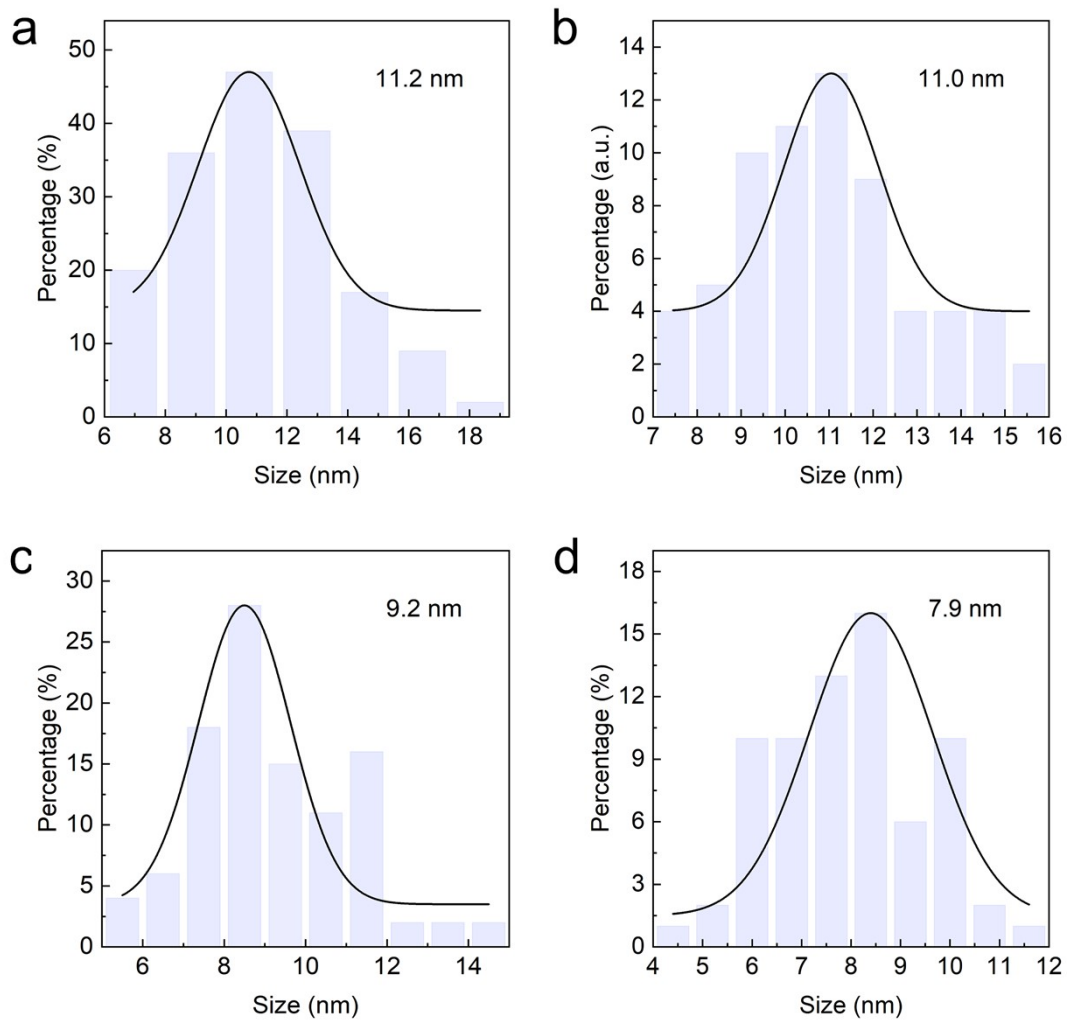 a
11.2 nm
Percentage (%)
50
40
30
20
10
0
6 8 10 12 14 16 18
Size (nm)
b
11.0 nm
Percentage (a.u.)
14
12
10
8
6
4
2
0
7 8 9 10 11 12 13 14 15 16
Size (nm)
c
9.2 nm
Percentage (%)
30
25
20
15
10
5
0
6 8 10 12 14
Size (nm)
d
7.9 nm
Percentage (%)
18
15
12
9
6
3
0
4 5 6 7 8 9 10 11 12
Size (nm)